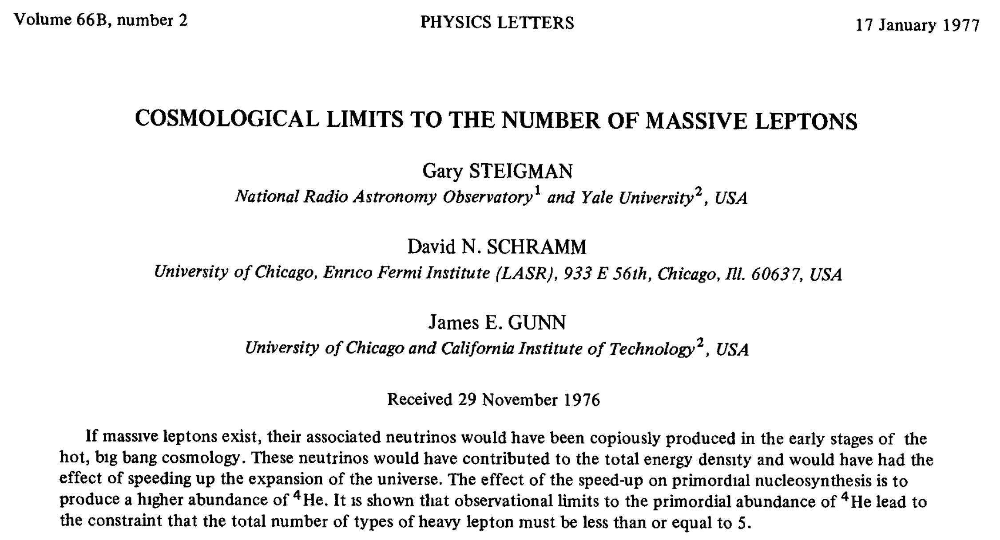 Volume 66B, number 2 PHYSICS LETTERS 17 January 1977
COSMOLOGICAL LIMITS TO THE NUMBER OF MASSIVE LEPTONS
Gary STEIGMAN
National Radio Astronomy Observatory¹ and Yale University², USA
David N. SCHRAMM
University of Chicago, Enrico Fermi Institute (LASR), 933 E 56th, Chicago, Ill. 60637, USA
James E. GUNN
University of Chicago and California Institute of Technology², USA
Received 29 November 1976
If massive leptons exist, their associated neutrinos would have been copiously produced in the early stages of the
hot, big bang cosmology. These neutrinos would have contributed to the total energy density and would have had the
effect of speeding up the expansion of the universe. The effect of the speed-up on primordial nucleosynthesis is to
produce a higher abundance of ⁴He. It is shown that observational limits to the primordial abundance of ⁴He lead to
the constraint that the total number of types of heavy lepton must be less than or equal to 5.